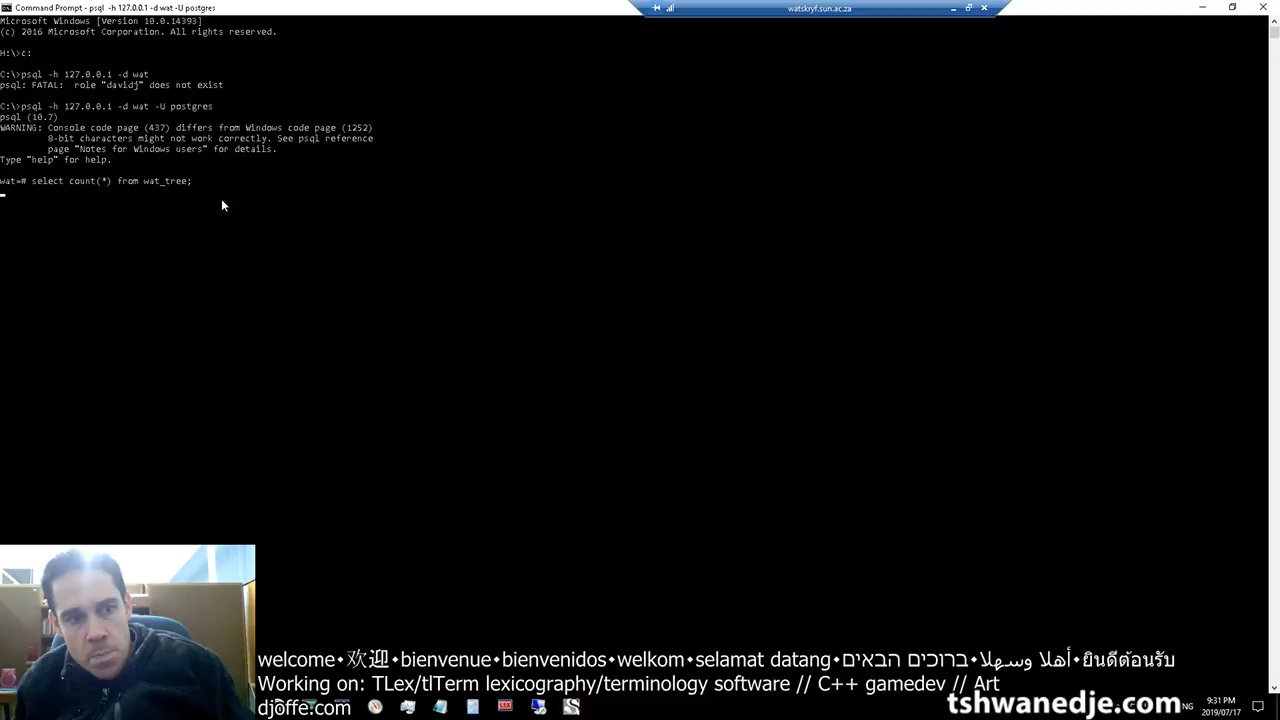 Command Prompt - psql -h 127.0.0.1 -d wat -U postgres
watskryf.sun.ac.za
Microsoft Windows [Version 10.0.14393]
(c) 2016 Microsoft Corporation. All rights reserved.
H:\>c:
C:\>psql -h 127.0.0.1 -d wat
psql: FATAL:  role "davidj" does not exist
C:\>psql -h 127.0.0.1 -d wat -U postgres
psql (10.7)
WARNING: Console code page (437) differs from Windows code page (1252)
8-bit characters might not work correctly. See psql reference
page "Notes for Windows users" for details.
Type "help" for help.
wat=# select count(*) from wat_tree;
welcome•欢迎•bienvenue•bienvenidos•welkom•selamat datang•ברוכים הבאים•أهلا وسهلا•ยินดีต้อนรับ
Working on: TLex/tlTerm lexicography/terminology software // C++ gamedev // Art
djoffe.com
tshwanedje.com
NG
9:31 PM
2019/07/17